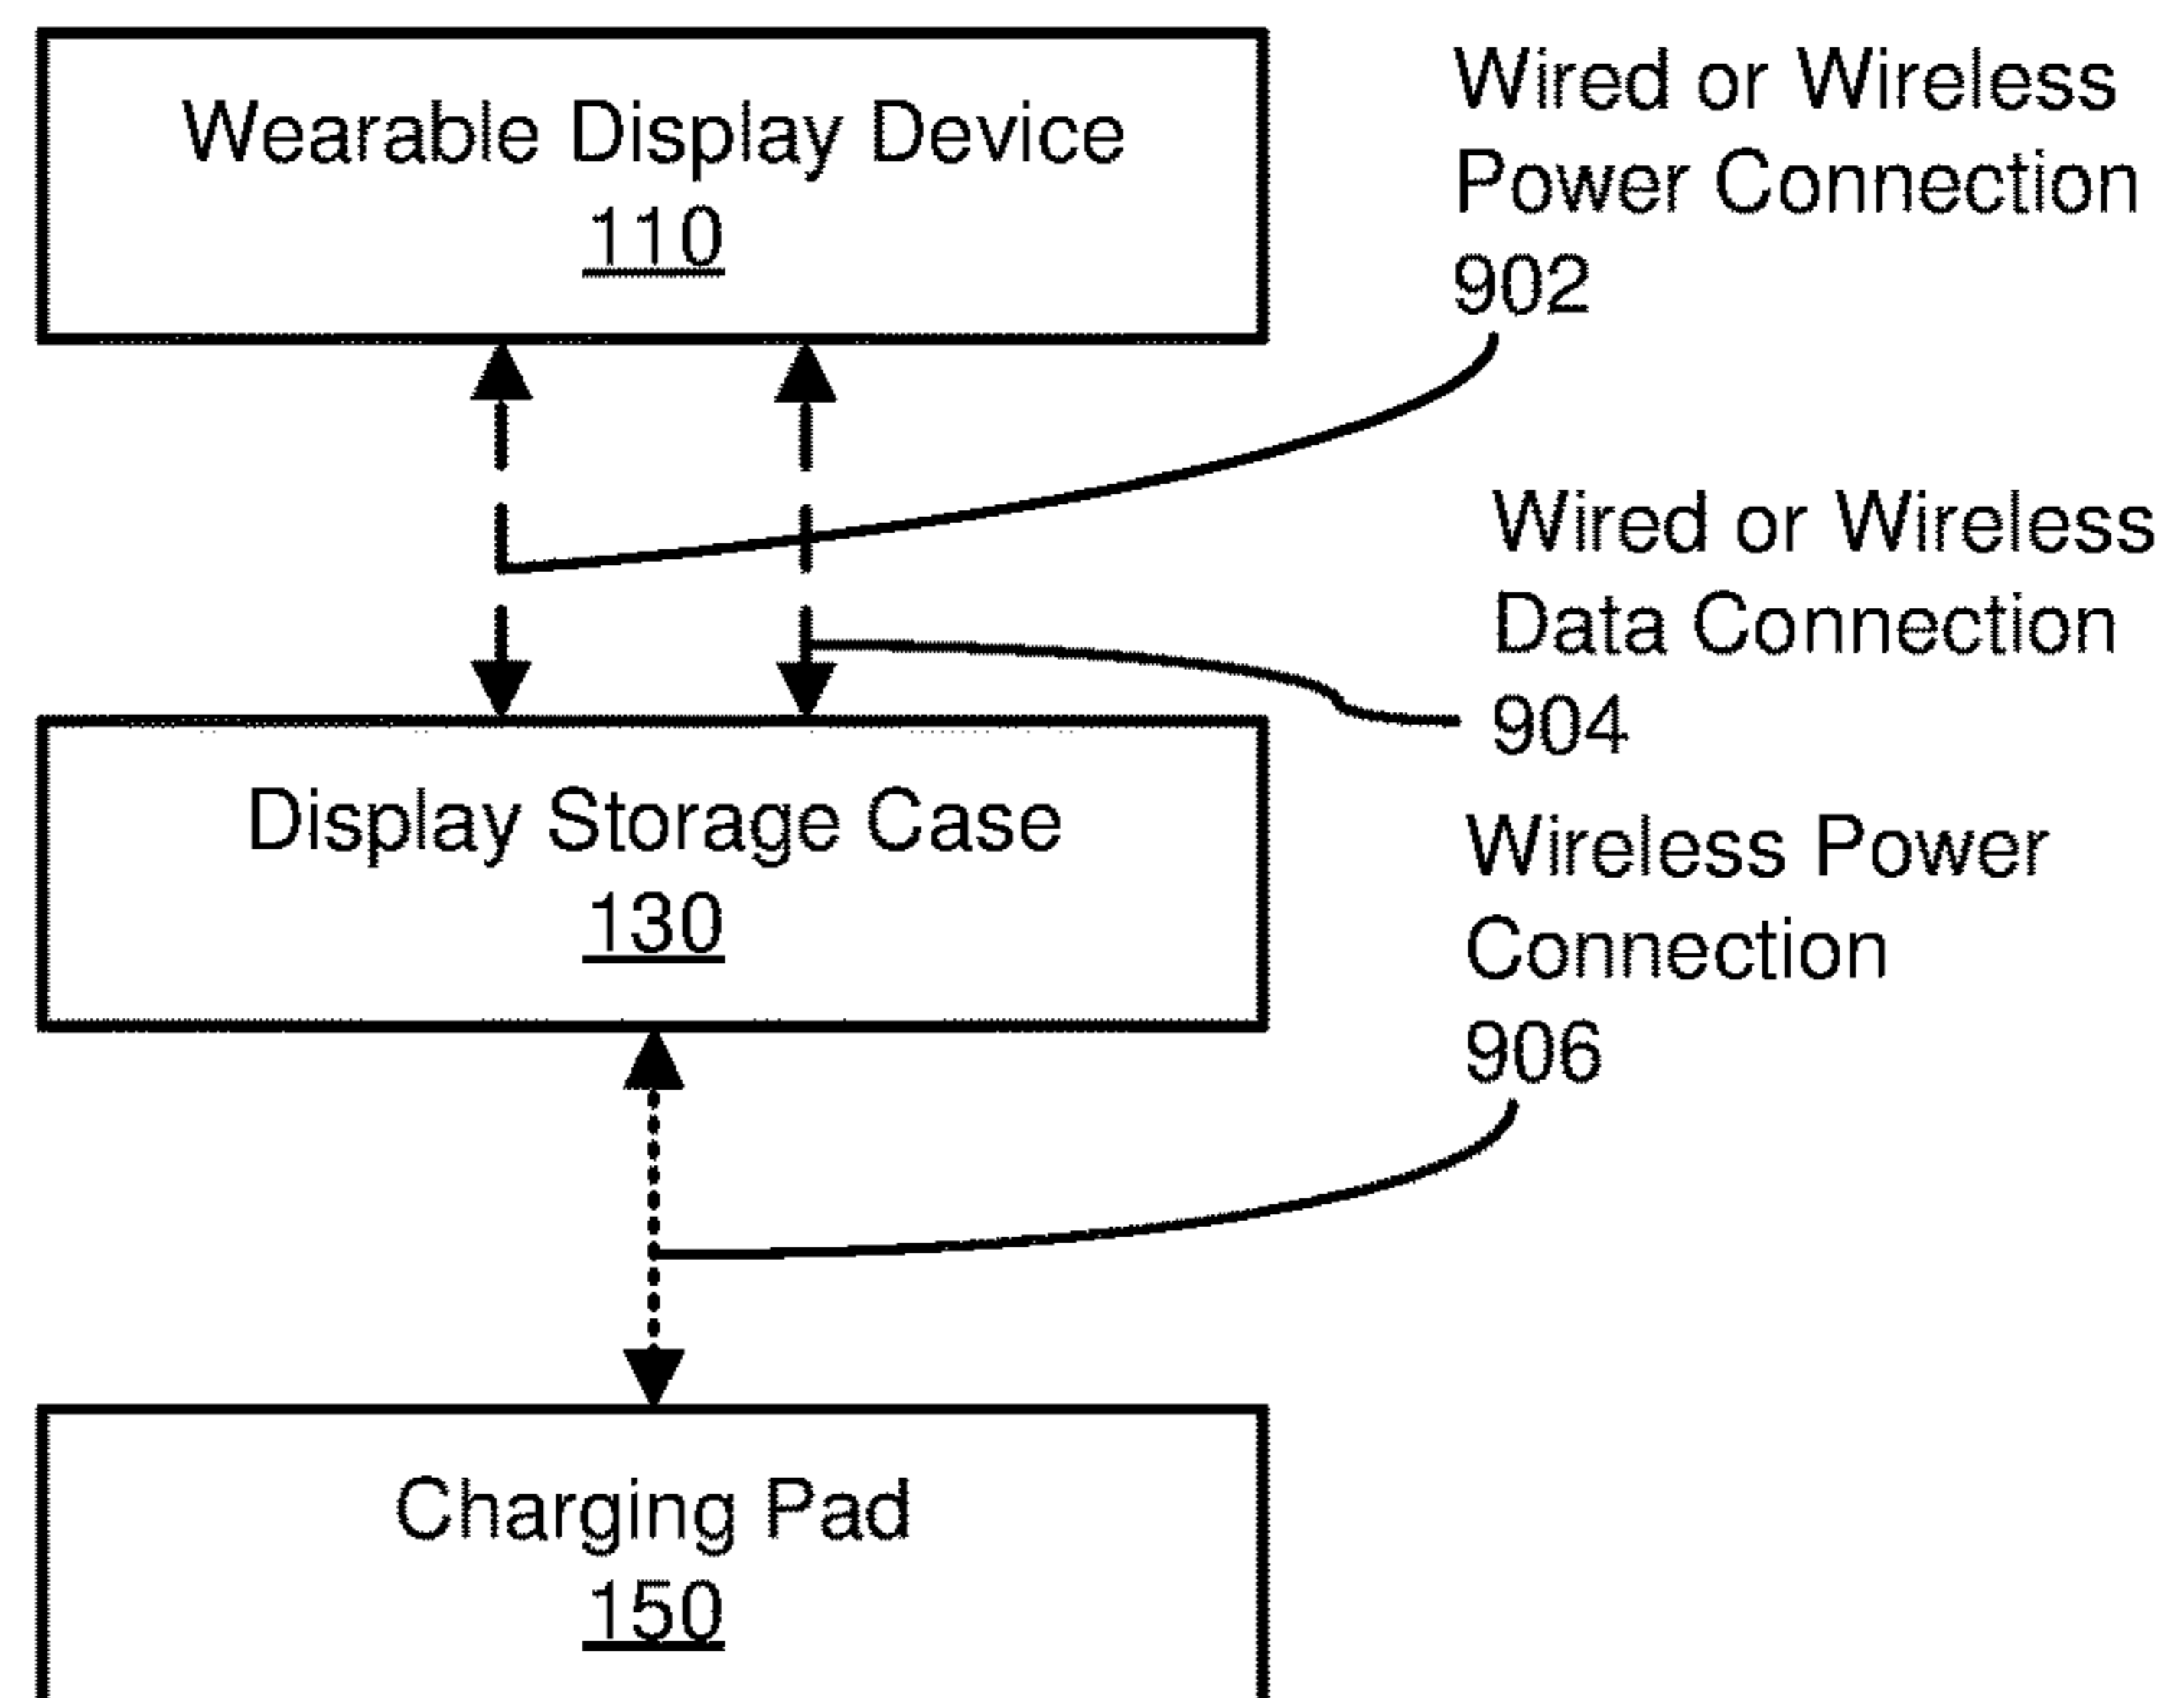 Wearable Display Device
110
Wired or Wireless
Power Connection
902
Wired or Wireless
Data Connection
904
Display Storage Case
130
Wireless Power
Connection
906
Charging Pad
150